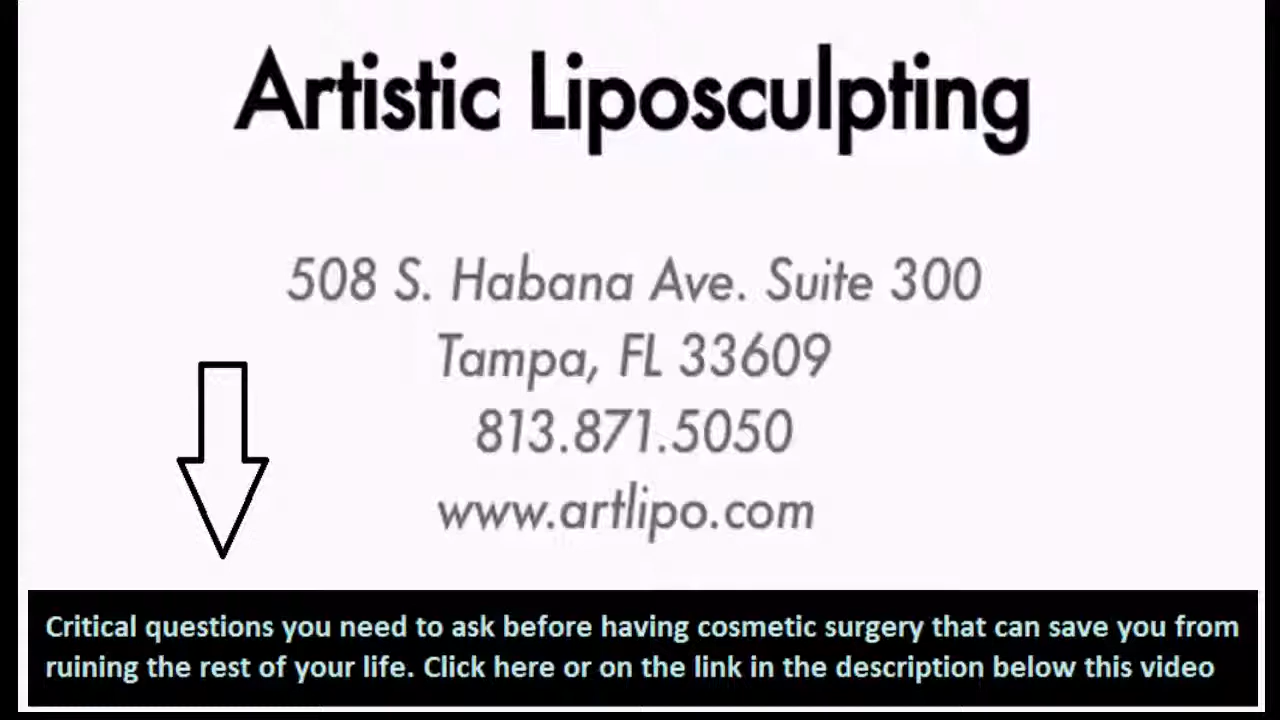 Artistic Liposculpting
508 S. Habana Ave. Suite 300
Tampa, FL 33609
813.871.5050
www.artlipo.com
Critical questions you need to ask before having cosmetic surgery that can save you from
ruining the rest of your life. Click here or on the link in the description below this video